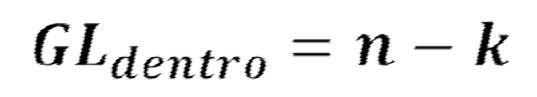 GL_dentro = n − k